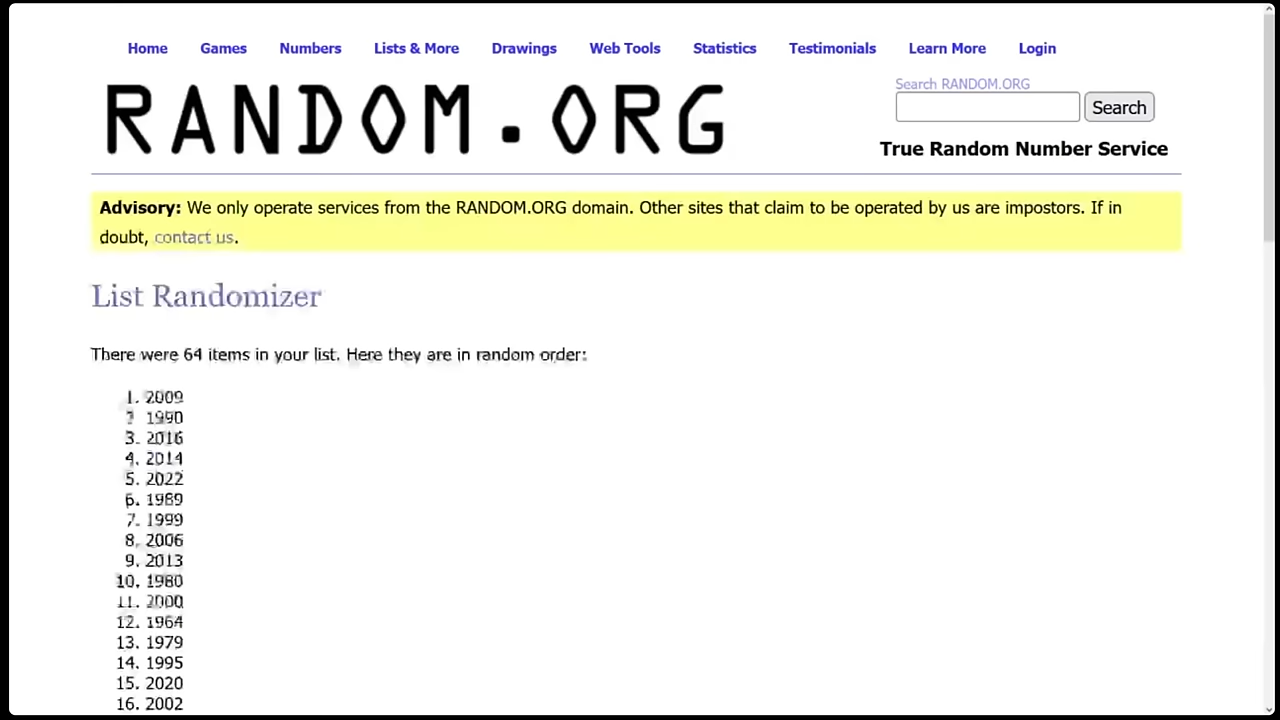 Home Games Numbers Lists & More Drawings Web Tools Statistics Testimonials Learn More Login
RANDOM.ORG
Search RANDOM.ORG
Search
True Random Number Service
Advisory: We only operate services from the RANDOM.ORG domain. Other sites that claim to be operated by us are impostors. If in
doubt, contact us.
List Randomizer
There were 64 items in your list. Here they are in random order:
1. 2009
2. 1990
3. 2016
4. 2014
5. 2022
6. 1989
7. 1999
8. 2006
9. 2013
10. 1980
11. 2000
12. 1964
13. 1979
14. 1995
15. 2020
16. 2002